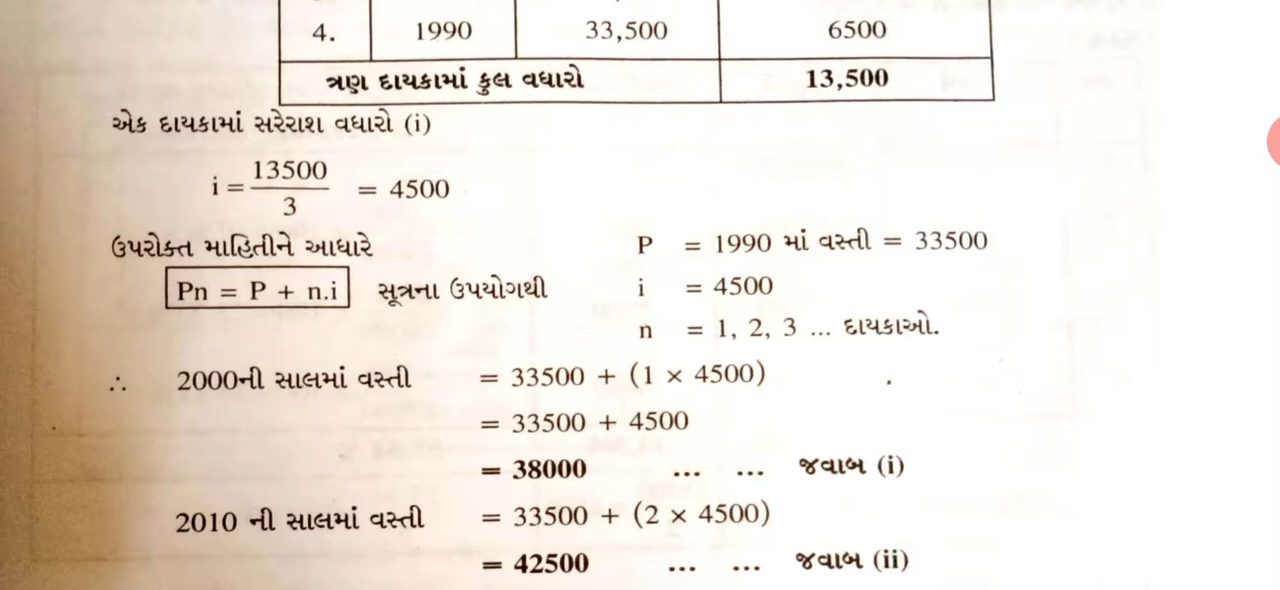 4. 1990 33,500 6500
ત્રણ દાયકામાં કુલ વધારો 13,500
એક દાયકામાં સરેરાશ વધારો (i)
i = 13500 / 3 = 4500
ઉપરોક્ત માહિતીને આધારે P = 1990 માં વસ્તી = 33500
Pn = P + n.i સૂત્રના ઉપયોગથી i = 4500
n = 1, 2, 3 ... દાયકાઓ.
∴ 2000ની સાલમાં વસ્તી = 33500 + (1 × 4500)
= 33500 + 4500
= 38000 ... ... જવાબ (i)
2010 ની સાલમાં વસ્તી = 33500 + (2 × 4500)
= 42500 ... ... જવાબ (ii)